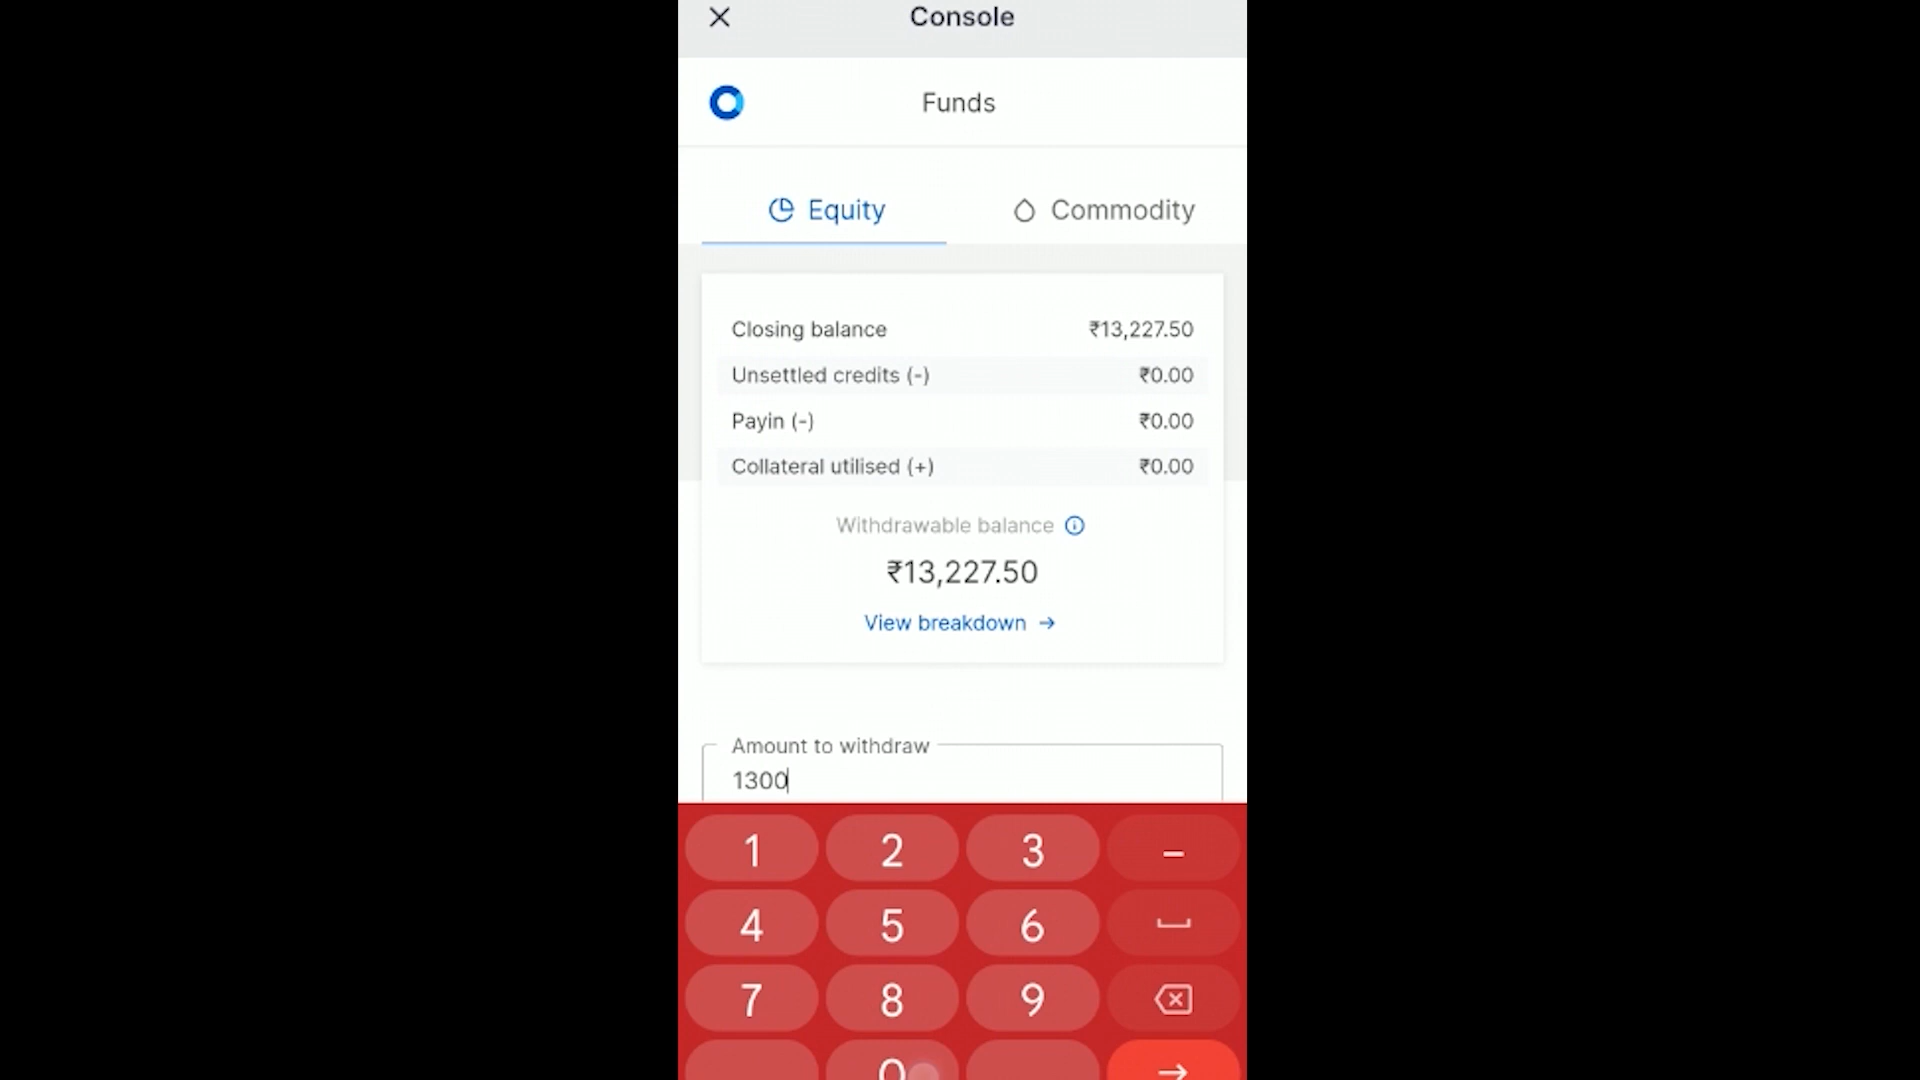 Console
Funds
Equity
Commodity
Closing balance ₹13,227.50
Unsettled credits (-) ₹0.00
Payin (-) ₹0.00
Collateral utilised (+) ₹0.00
Withdrawable balance
₹13,227.50
View breakdown →
Amount to withdraw
1300
1 2 3 –
4 5 6
7 8 9
0 →